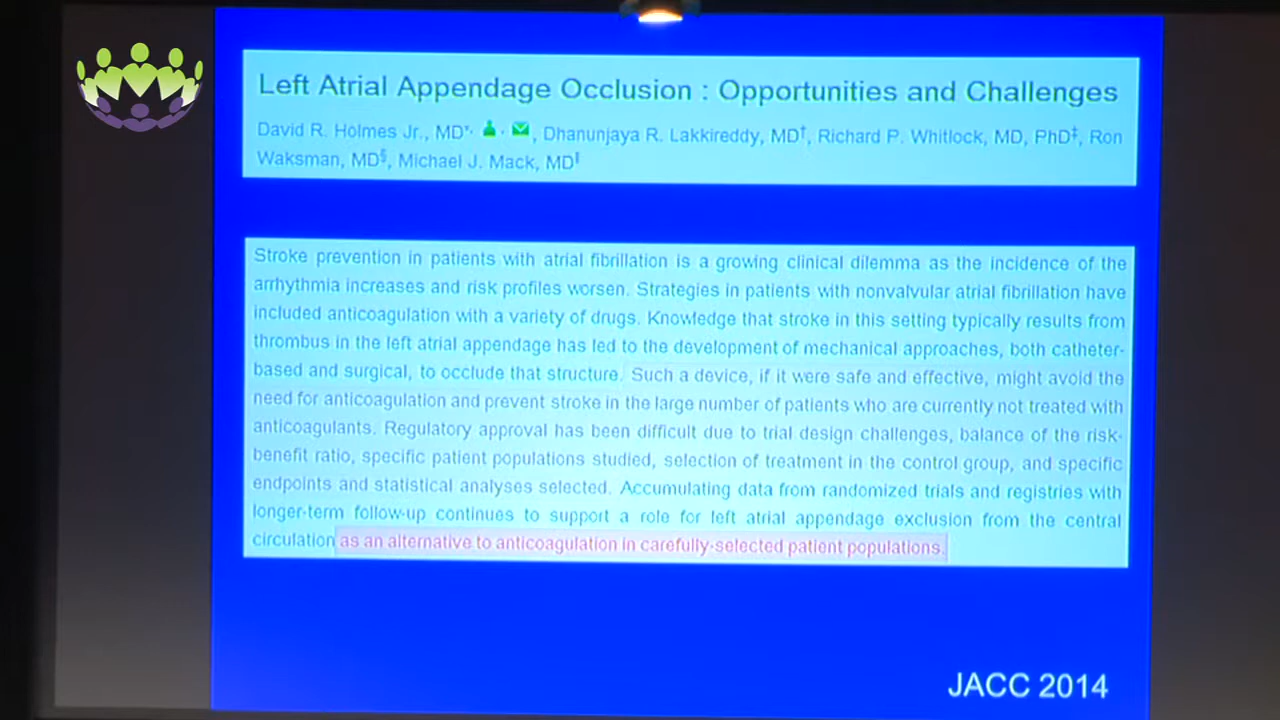 Left Atrial Appendage Occlusion : Opportunities and Challenges
David R. Holmes Jr., MD*, , Dhanunjaya R. Lakkireddy, MD†, Richard P. Whitlock, MD, PhD‡, Ron
Waksman, MD§, Michael J. Mack, MD‖
Stroke prevention in patients with atrial fibrillation is a growing clinical dilemma as the incidence of the
arrhythmia increases and risk profiles worsen. Strategies in patients with nonvalvular atrial fibrillation have
included anticoagulation with a variety of drugs. Knowledge that stroke in this setting typically results from
thrombus in the left atrial appendage has led to the development of mechanical approaches, both catheter-
based and surgical, to occlude that structure. Such a device, if it were safe and effective, might avoid the
need for anticoagulation and prevent stroke in the large number of patients who are currently not treated with
anticoagulants. Regulatory approval has been difficult due to trial design challenges, balance of the risk-
benefit ratio, specific patient populations studied, selection of treatment in the control group, and specific
endpoints and statistical analyses selected. Accumulating data from randomized trials and registries with
longer-term follow-up continues to support a role for left atrial appendage exclusion from the central
circulation as an alternative to anticoagulation in carefully-selected patient populations.
JACC 2014